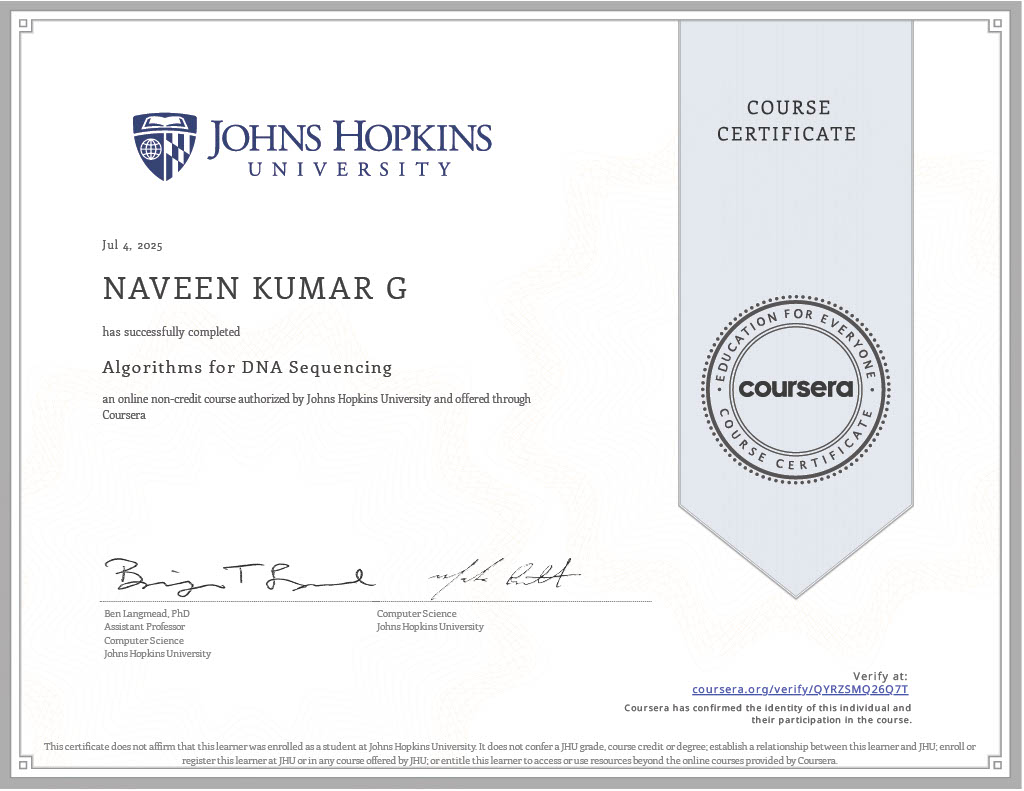 JOHNS HOPKINS
UNIVERSITY
COURSE
CERTIFICATE
Jul 4, 2025
NAVEEN KUMAR G
has successfully completed
Algorithms for DNA Sequencing
an online non-credit course authorized by Johns Hopkins University and offered through
Coursera
EDUCATION FOR EVERYONE
coursera
COURSE CERTIFICATE
Ben Langmead, PhD
Assistant Professor
Computer Science
Johns Hopkins University
Computer Science
Johns Hopkins University
Verify at:
coursera.org/verify/QYRZSMQ26Q7T
Coursera has confirmed the identity of this individual and
their participation in the course.
This certificate does not affirm that this learner was enrolled as a student at Johns Hopkins University. It does not confer a JHU grade, course credit or degree; establish a relationship between this learner and JHU; enroll or
register this learner at JHU or in any course offered by JHU; or entitle this learner to access or use resources beyond the online courses provided by Coursera.